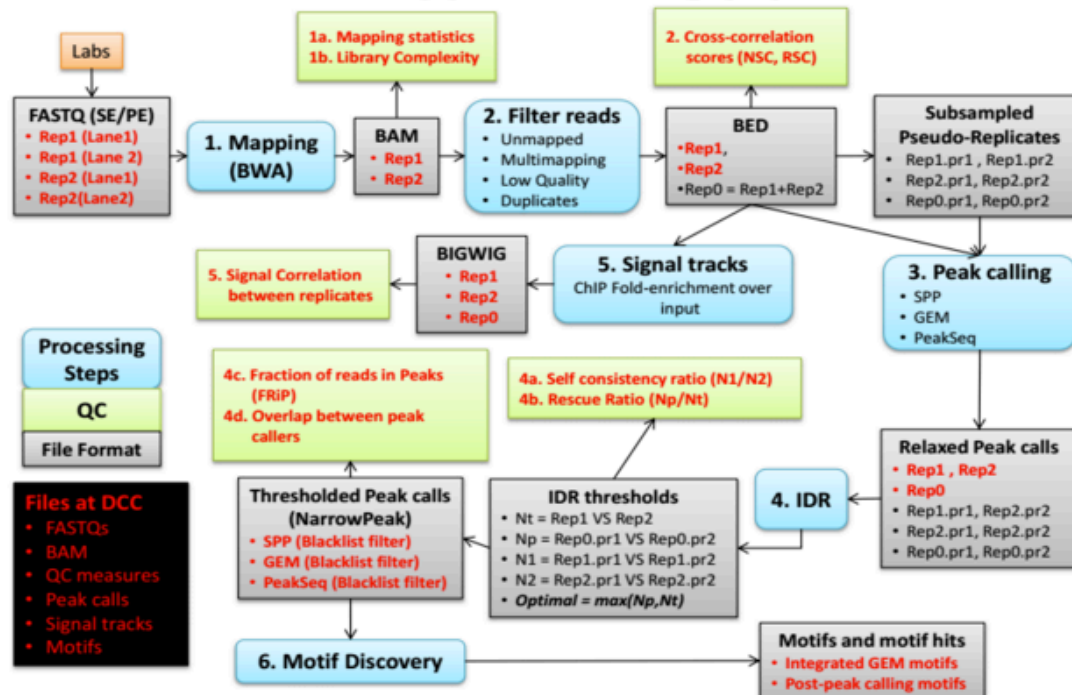 Labs
FASTQ (SE/PE)
• Rep1 (Lane1)
• Rep1 (Lane 2)
• Rep2 (Lane1)
• Rep2(Lane2)
1. Mapping
(BWA)
1a. Mapping statistics
1b. Library Complexity
BAM
• Rep1
• Rep2
2. Filter reads
• Unmapped
• Multimapping
• Low Quality
• Duplicates
2. Cross-correlation
scores (NSC, RSC)
BED
•Rep1,
•Rep2
•Rep0 = Rep1+Rep2
Subsampled
Pseudo-Replicates
• Rep1.pr1 , Rep1.pr2
• Rep2.pr1, Rep2.pr2
• Rep0.pr1, Rep0.pr2
5. Signal Correlation
between replicates
BIGWIG
• Rep1
• Rep2
• Rep0
5. Signal tracks
ChIP Fold-enrichment over
input
3. Peak calling
• SPP
• GEM
• PeakSeq
Processing
Steps
QC
File Format
4c. Fraction of reads in Peaks
(FRiP)
4d. Overlap between peak
callers
4a. Self consistency ratio (N1/N2)
4b. Rescue Ratio (Np/Nt)
Relaxed Peak calls
• Rep1 , Rep2
• Rep0
• Rep1.pr1, Rep2.pr2
• Rep2.pr1, Rep2.pr2
• Rep0.pr1, Rep0.pr2
4. IDR
IDR thresholds
• Nt = Rep1 VS Rep2
• Np = Rep0.pr1 VS Rep0.pr2
• N1 = Rep1.pr1 VS Rep1.pr2
• N2 = Rep2.pr1 VS Rep2.pr2
• Optimal = max(Np,Nt)
Thresholded Peak calls
(NarrowPeak)
• SPP (Blacklist filter)
• GEM (Blacklist filter)
• PeakSeq (Blacklist filter)
Files at DCC
• FASTQs
• BAM
• QC measures
• Peak calls
• Signal tracks
• Motifs
6. Motif Discovery
Motifs and motif hits
• Integrated GEM motifs
• Post-peak calling motifs